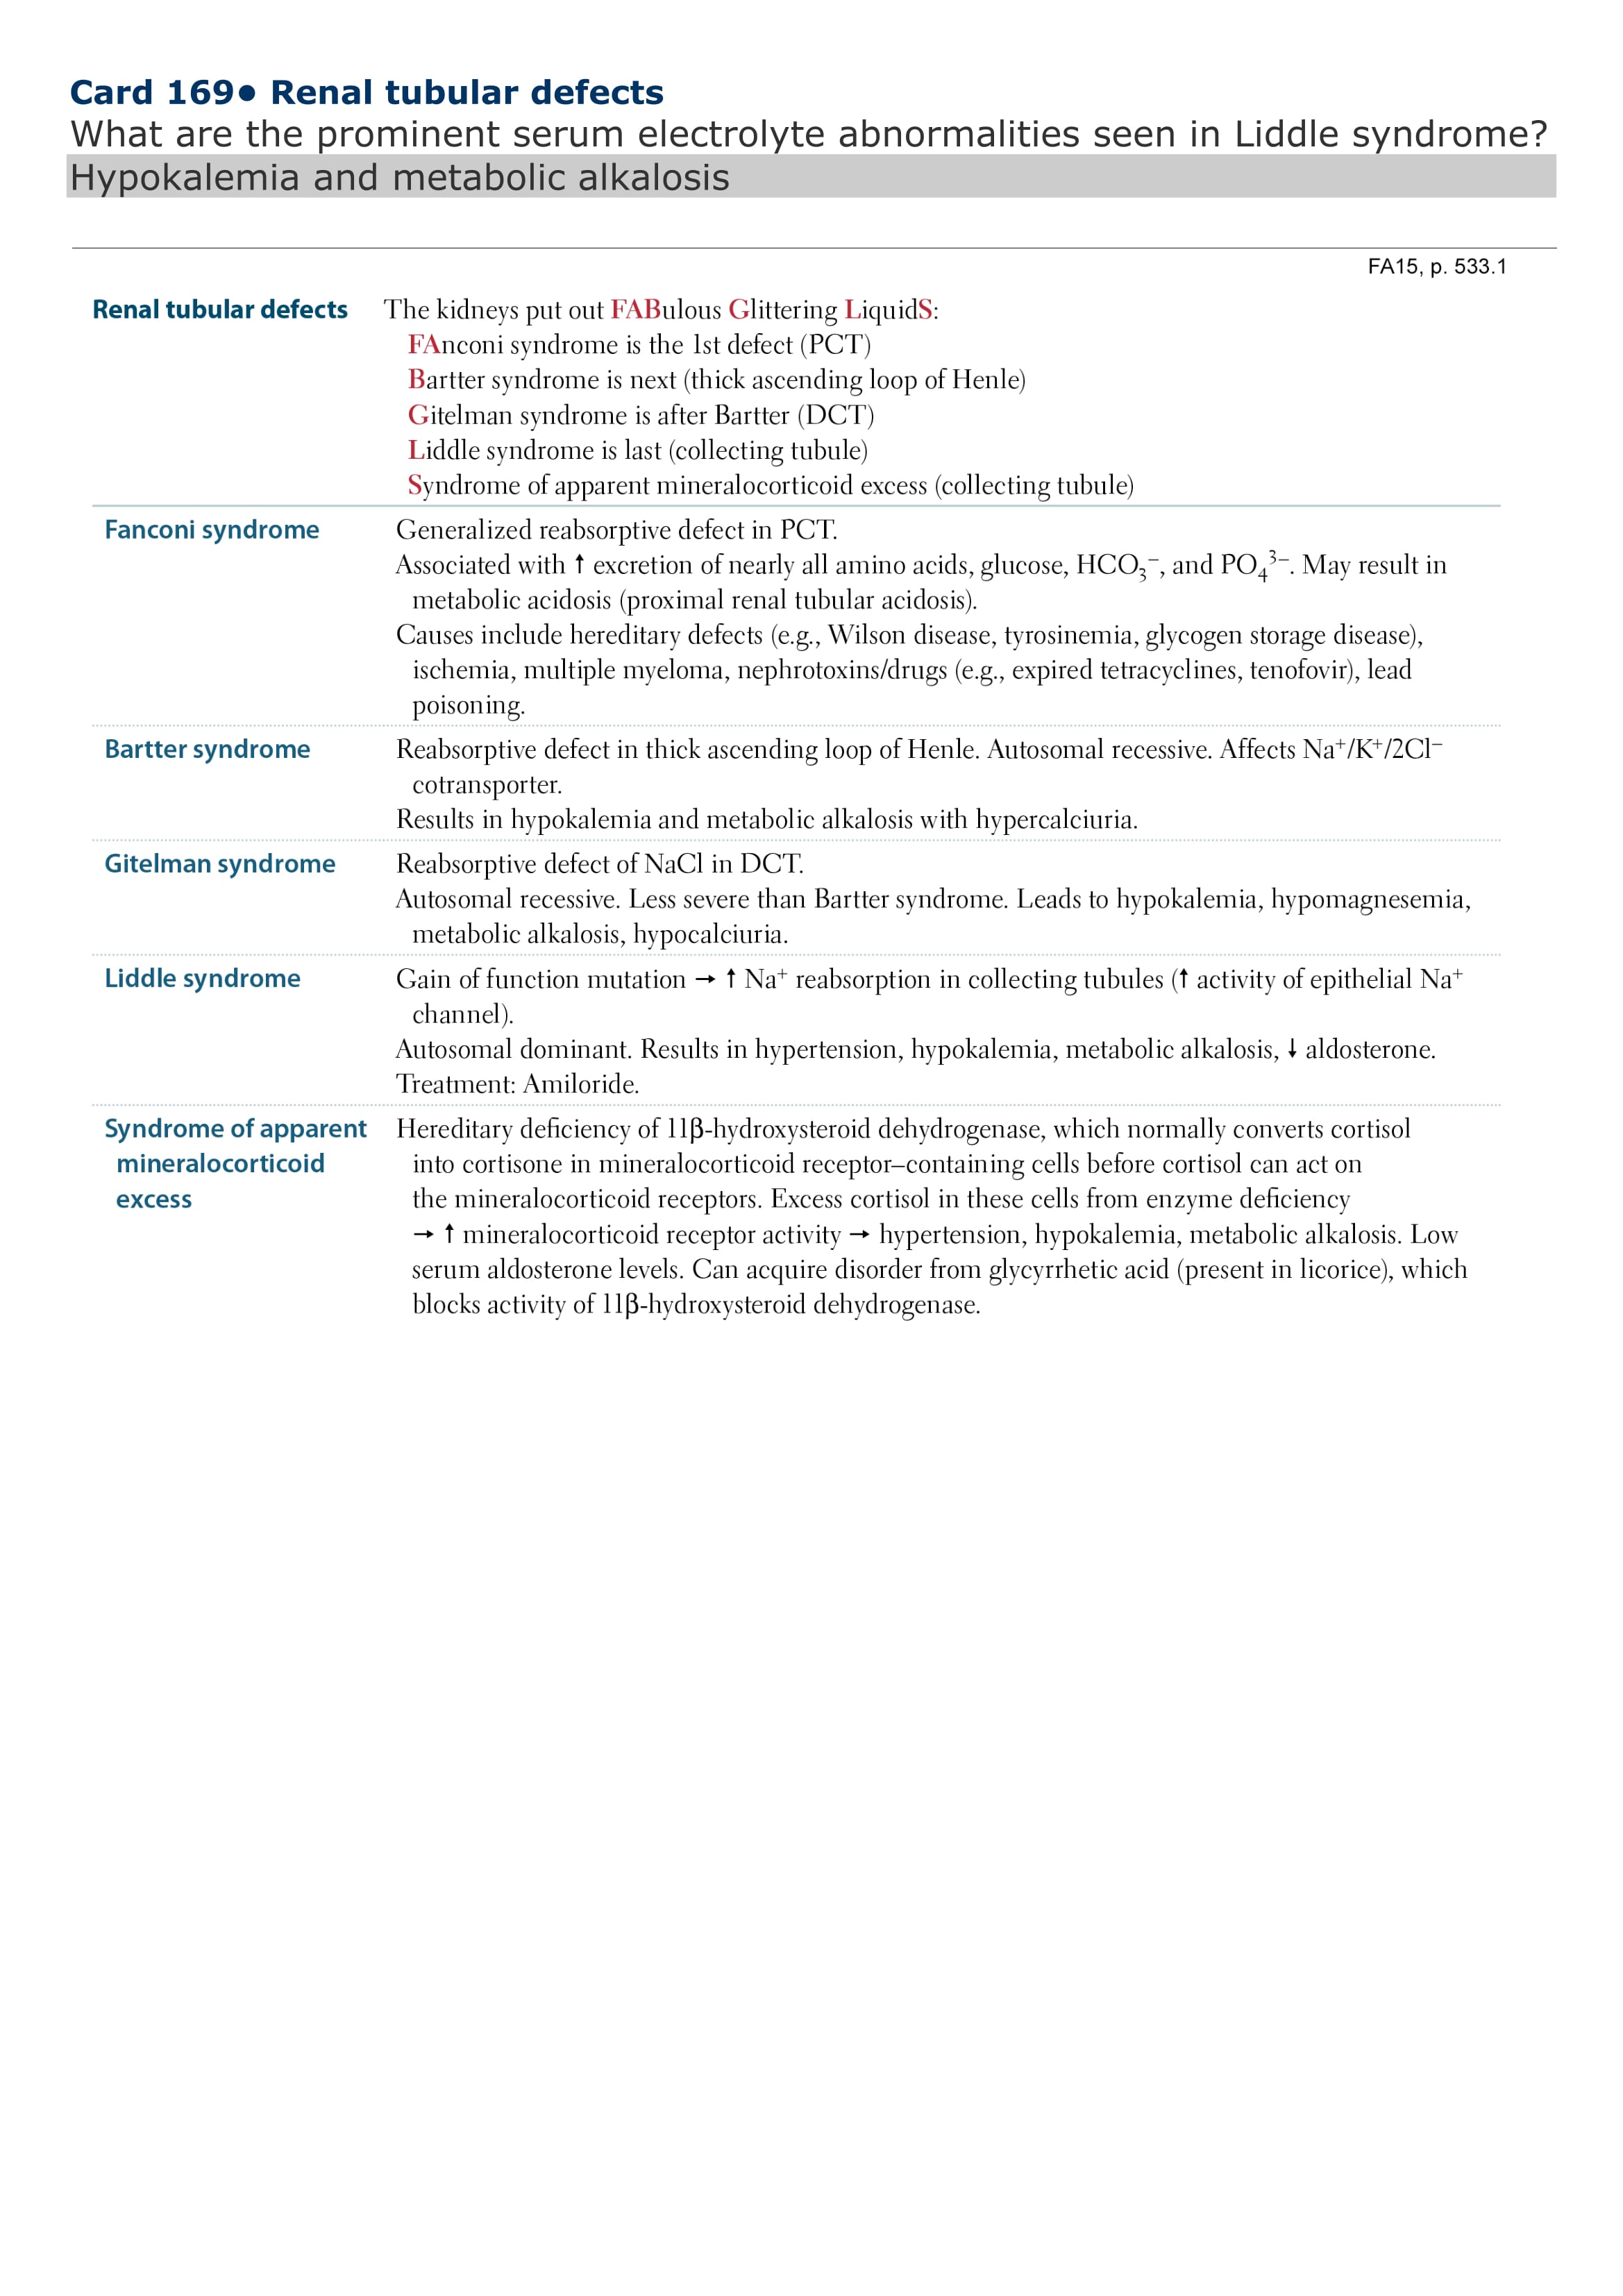 Card 169● Renal tubular defects
What are the prominent serum electrolyte abnormalities seen in Liddle syndrome?
Hypokalemia and metabolic alkalosis
FA15, p. 533.1
Renal tubular defects The kidneys put out FABulous Glittering LiquidS:
FAnconi syndrome is the 1st defect (PCT)
Bartter syndrome is next (thick ascending loop of Henle)
Gitelman syndrome is after Bartter (DCT)
Liddle syndrome is last (collecting tubule)
Syndrome of apparent mineralocorticoid excess (collecting tubule)
Fanconi syndrome Generalized reabsorptive defect in PCT.
Associated with ↑ excretion of nearly all amino acids, glucose, HCO₃⁻, and PO₄³⁻. May result in
metabolic acidosis (proximal renal tubular acidosis).
Causes include hereditary defects (e.g., Wilson disease, tyrosinemia, glycogen storage disease),
ischemia, multiple myeloma, nephrotoxins/drugs (e.g., expired tetracyclines, tenofovir), lead
poisoning.
Bartter syndrome Reabsorptive defect in thick ascending loop of Henle. Autosomal recessive. Affects Na⁺/K⁺/2Cl⁻
cotransporter.
Results in hypokalemia and metabolic alkalosis with hypercalciuria.
Gitelman syndrome Reabsorptive defect of NaCl in DCT.
Autosomal recessive. Less severe than Bartter syndrome. Leads to hypokalemia, hypomagnesemia,
metabolic alkalosis, hypocalciuria.
Liddle syndrome Gain of function mutation → ↑ Na⁺ reabsorption in collecting tubules (↑ activity of epithelial Na⁺
channel).
Autosomal dominant. Results in hypertension, hypokalemia, metabolic alkalosis, ↓ aldosterone.
Treatment: Amiloride.
Syndrome of apparent Hereditary deficiency of 11β-hydroxysteroid dehydrogenase, which normally converts cortisol
mineralocorticoid into cortisone in mineralocorticoid receptor–containing cells before cortisol can act on
excess the mineralocorticoid receptors. Excess cortisol in these cells from enzyme deficiency
→ ↑ mineralocorticoid receptor activity → hypertension, hypokalemia, metabolic alkalosis. Low
serum aldosterone levels. Can acquire disorder from glycyrrhetic acid (present in licorice), which
blocks activity of 11β-hydroxysteroid dehydrogenase.